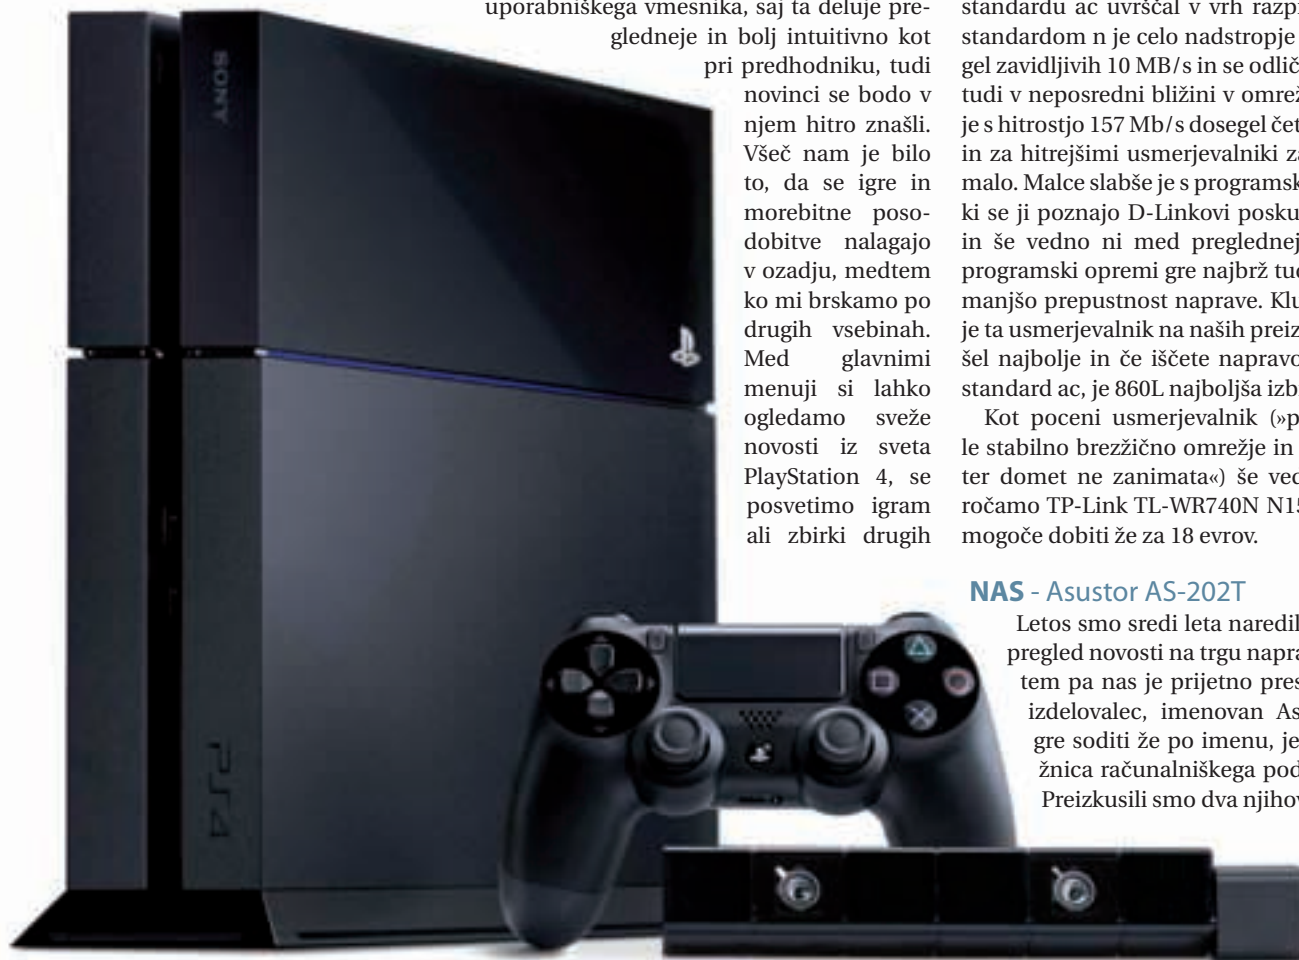 uporabniškega vmesnika, saj ta deluje pre-
gledneje in bolj intuitivno kot
pri predhodniku, tudi
novinci se bodo v
njem hitro znašli.
Všeč nam je bilo
to, da se igre in
morebitne poso-
dobitve nalagajo
v ozadju, medtem
ko mi brskamo po
drugih vsebinah.
Med glavnimi
menuji si lahko
ogledamo sveže
novosti iz sveta
PlayStation 4, se
posvetimo igram
ali zbirki drugih
standardu ac uvrščal v vrh razp
standardom n je celo nadstropje
gel zavidljivih 10 MB/s in se odlič
tudi v neposredni bližini v omrež
je s hitrostjo 157 Mb/s dosegel čet
in za hitrejšimi usmerjevalniki za
malo. Malce slabše je s programsk
ki se ji poznajo D-Linkovi posku
in še vedno ni med preglednej
programski opremi gre najbrž tud
manjšo prepustnost naprave. Klu
je ta usmerjevalnik na naših preiz
šel najbolje in če iščete napravo
standard ac, je 860L najboljša izb
Kot poceni usmerjevalnik (»p
le stabilno brezžično omrežje in
ter domet ne zanimata«) še ved
ročamo TP-Link TL-WR740N N15
mogoče dobiti že za 18 evrov.
NAS - Asustor AS-202T
Letos smo sredi leta naredil
pregled novosti na trgu napra
tem pa nas je prijetno pres
izdelovalec, imenovan As
gre soditi že po imenu, je
žnica računalniškega pod
Preizkusili smo dva njihov
SONY
PS4